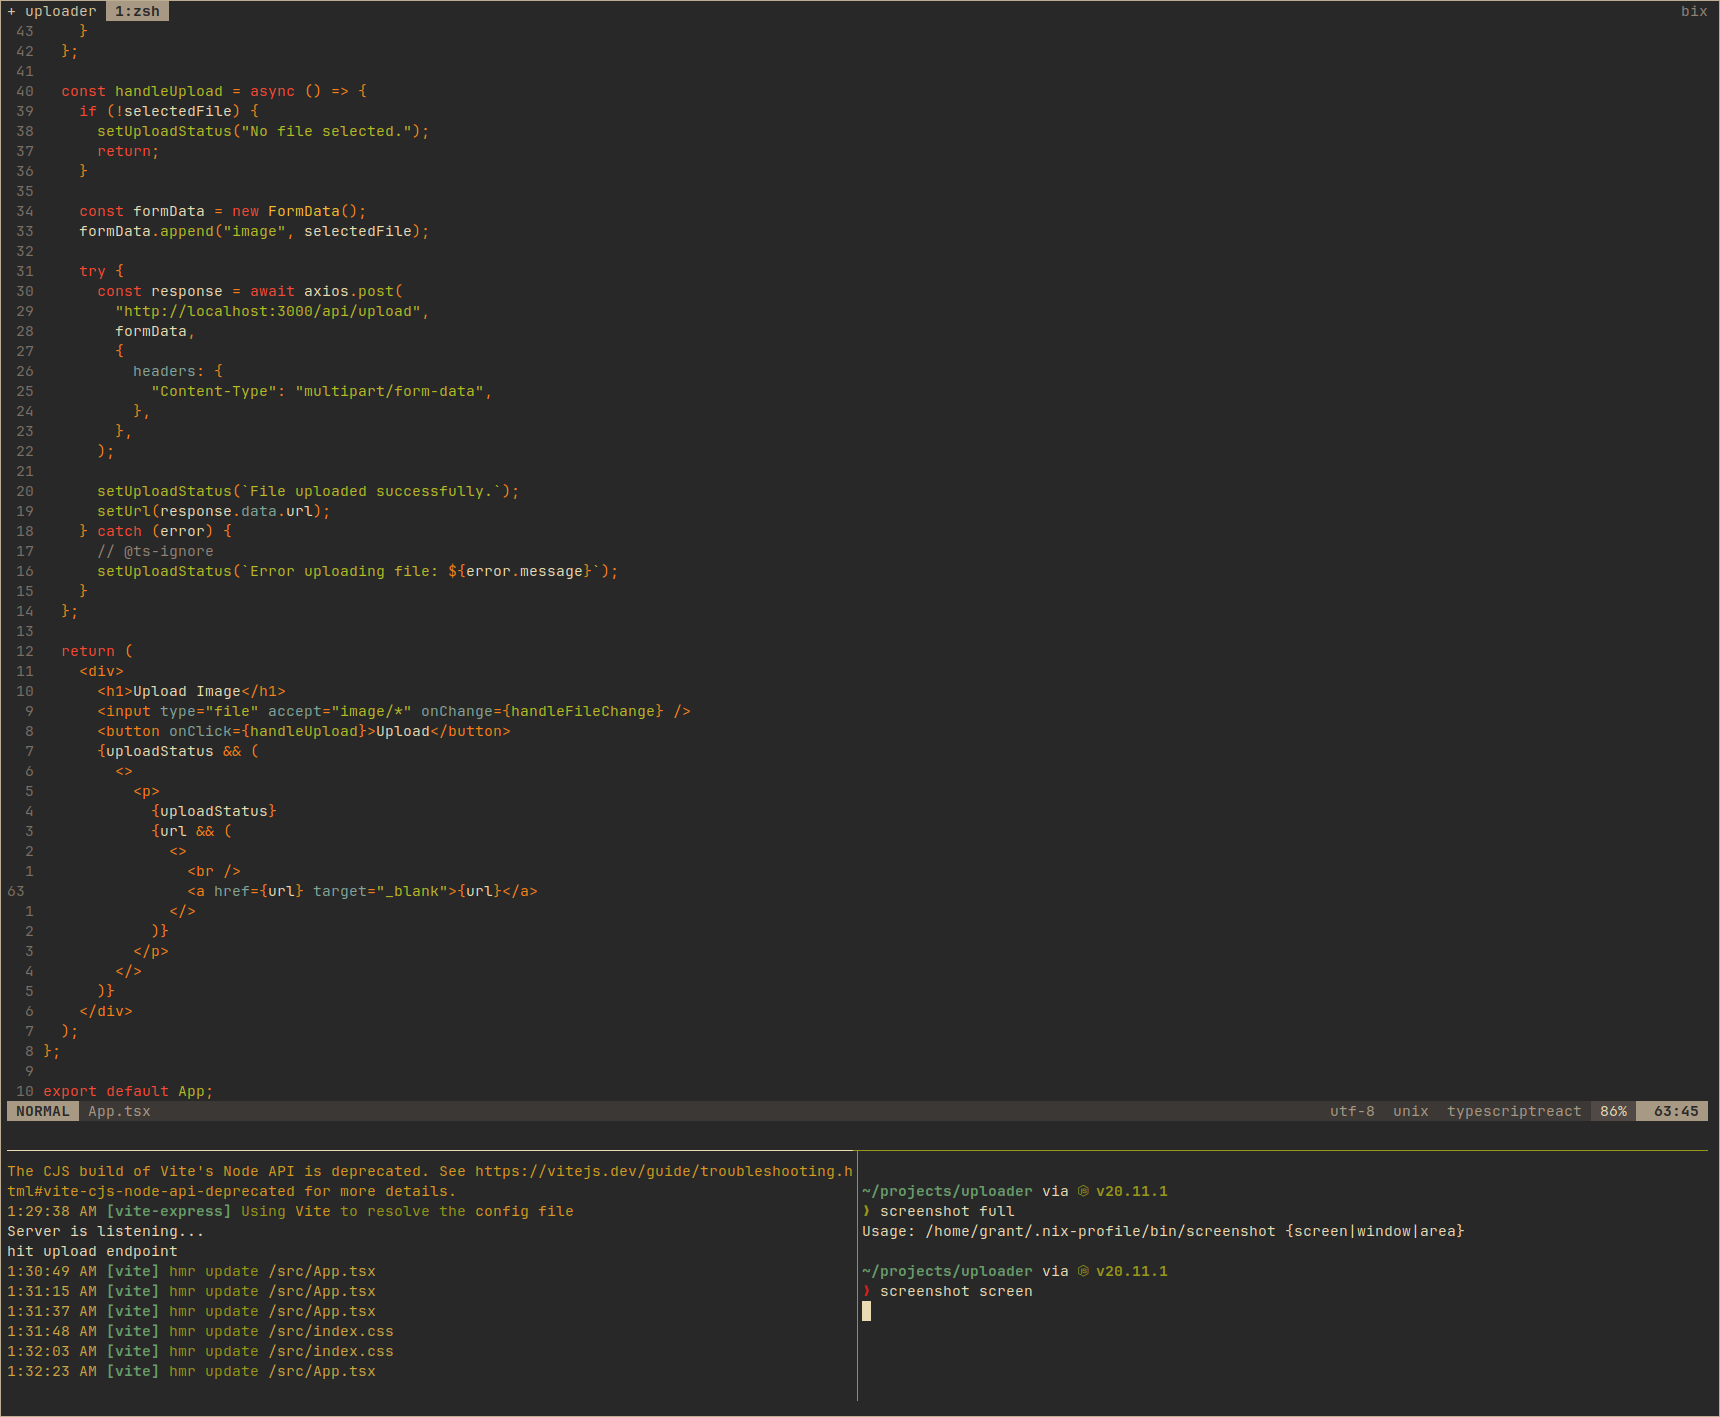 + uploader 1:zsh bix
43     }
42   };
41
40   const handleUpload = async () => {
39     if (!selectedFile) {
38       setUploadStatus("No file selected.");
37       return;
36     }
35
34     const formData = new FormData();
33     formData.append("image", selectedFile);
32
31     try {
30       const response = await axios.post(
29         "http://localhost:3000/api/upload",
28         formData,
27         {
26           headers: {
25             "Content-Type": "multipart/form-data",
24           },
23         },
22       );
21
20       setUploadStatus(`File uploaded successfully.`);
19       setUrl(response.data.url);
18     } catch (error) {
17       // @ts-ignore
16       setUploadStatus(`Error uploading file: ${error.message}`);
15     }
14   };
13
12   return (
11     <div>
10       <h1>Upload Image</h1>
9       <input type="file" accept="image/*" onChange={handleFileChange} />
8       <button onClick={handleUpload}>Upload</button>
7       {uploadStatus && (
6         <>
5           <p>
4             {uploadStatus}
3             {url && (
2               <>
1                 <br />
63                 <a href={url} target="_blank">{url}</a>
1               </>
2             )}
3           </p>
4         </>
5       )}
6     </div>
7   );
8 };
9
10 export default App;
NORMAL App.tsx utf-8 unix typescriptreact 86% 63:45
The CJS build of Vite's Node API is deprecated. See https://vitejs.dev/guide/troubleshooting.h
tml#vite-cjs-node-api-deprecated for more details.
1:29:38 AM [vite-express] Using Vite to resolve the config file
Server is listening...
hit upload endpoint
1:30:49 AM [vite] hmr update /src/App.tsx
1:31:15 AM [vite] hmr update /src/App.tsx
1:31:37 AM [vite] hmr update /src/App.tsx
1:31:48 AM [vite] hmr update /src/index.css
1:32:03 AM [vite] hmr update /src/index.css
1:32:23 AM [vite] hmr update /src/App.tsx
~/projects/uploader via ⬢ v20.11.1
❯ screenshot full
Usage: /home/grant/.nix-profile/bin/screenshot {screen|window|area}
~/projects/uploader via ⬢ v20.11.1
❯ screenshot screen